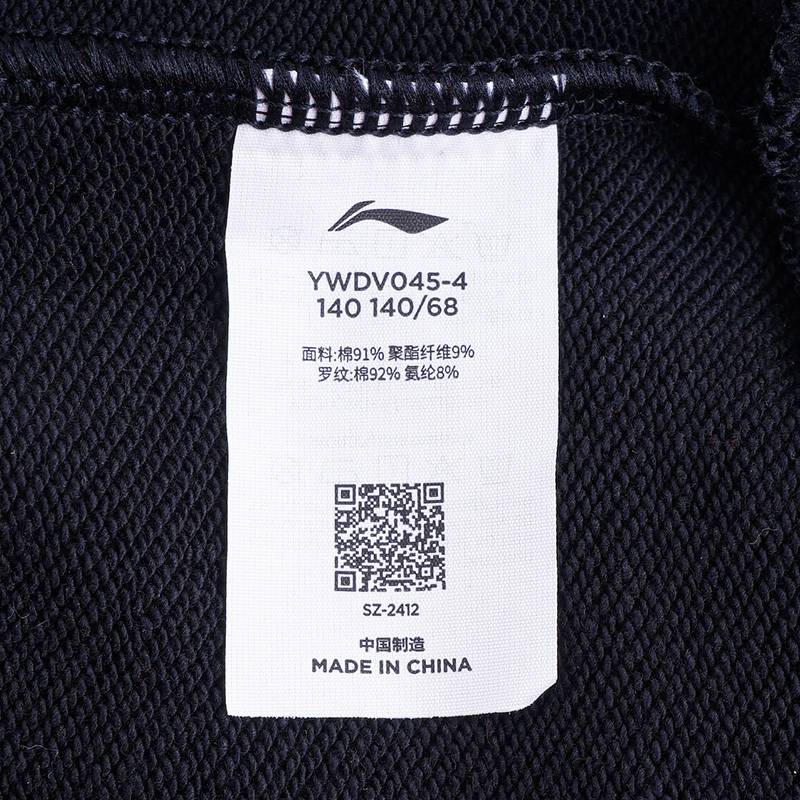 YWDV045-4
140 140/68
面料:棉91% 聚酯纤维9%
罗纹:棉92% 氨纶8%
SZ-2412
中国制造
MADE IN CHINA